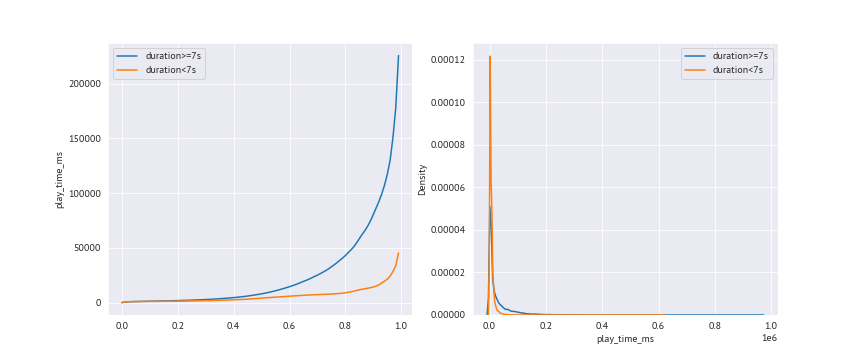 duration>=7s
duration<7s
200000
150000
100000
50000
0
play_time_ms
0.0 0.2 0.4 0.6 0.8 1.0
duration>=7s
duration<7s
0.00012
0.00010
0.00008
0.00006
0.00004
0.00002
0.00000
Density
0.0 0.2 0.4 0.6 0.8 1.0
play_time_ms
1e6